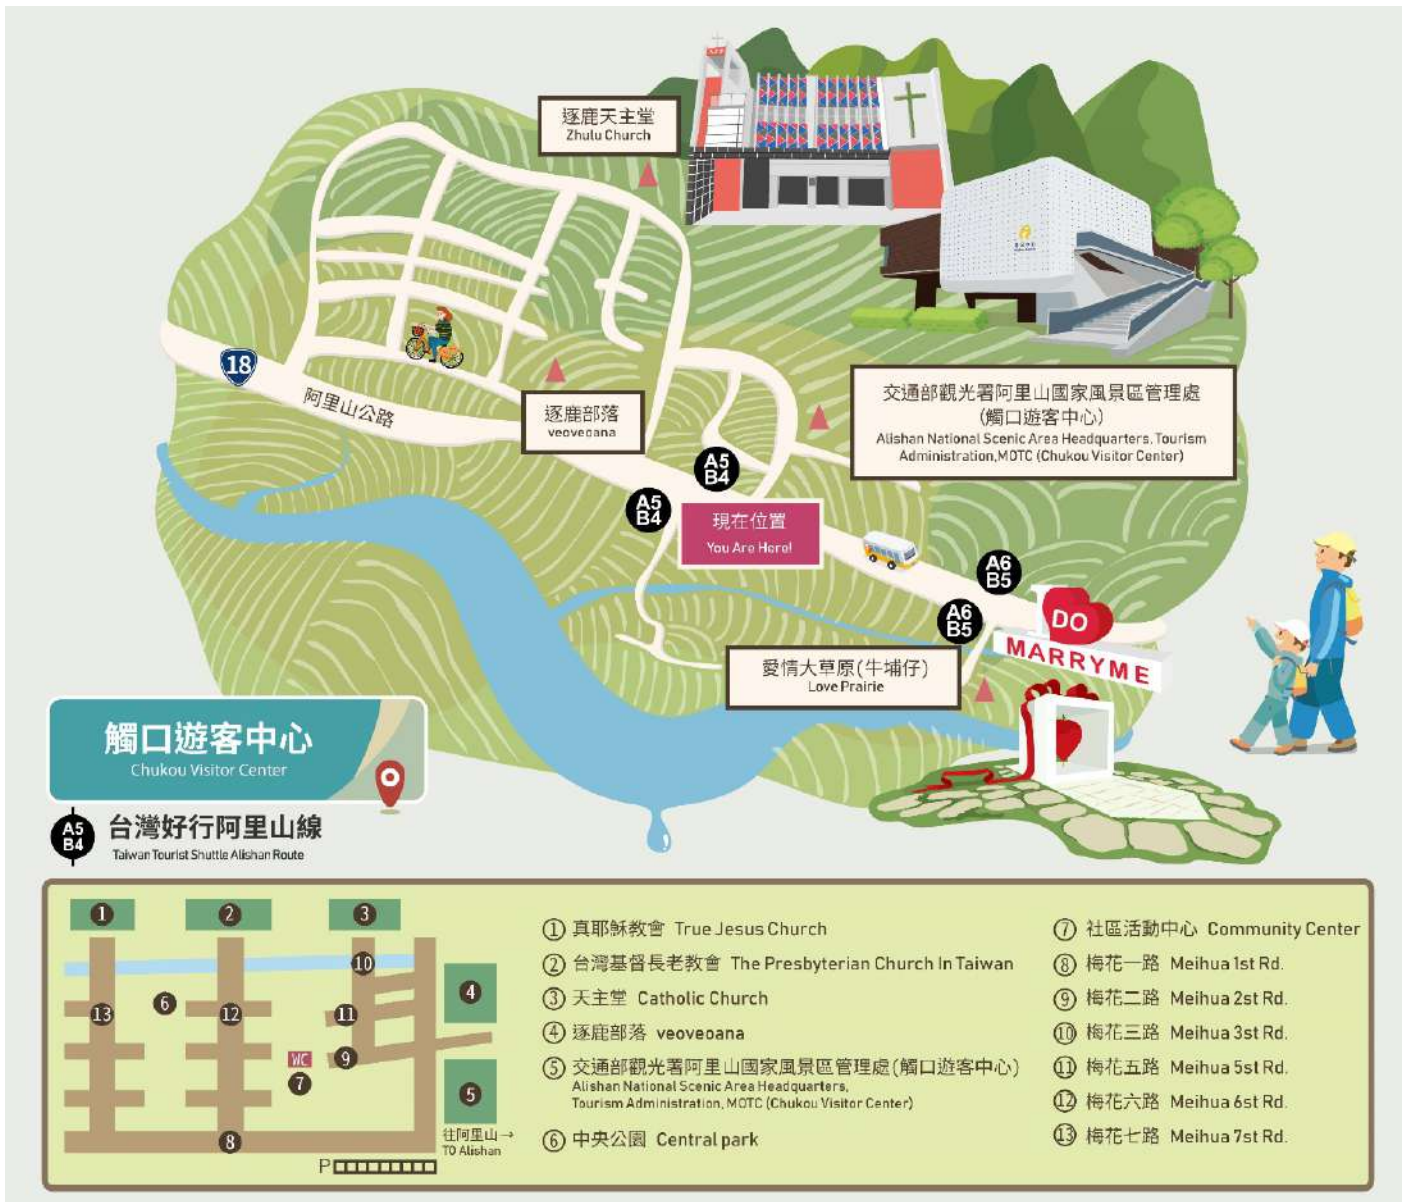 逐鹿天主堂
Zhulu Church
18
阿里山公路
逐鹿部落
veoveoana
交通部觀光署阿里山國家風景區管理處
(觸口遊客中心)
Alishan National Scenic Area Headquarters, Tourism
Administration,MOTC (Chukou Visitor Center)
A5
B4
A5
B4
現在位置
You Are Here!
A6
B5
A6
B5
I DO
MARRYME
愛情大草原(牛埔仔)
Love Prairie
觸口遊客中心
Chukou Visitor Center
A5
B4
台灣好行阿里山線
Taiwan Tourist Shuttle Alishan Route
1
2
3
10
4
6
13
12
11
WC
9
7
5
8
往阿里山→
TO Alishan
P
① 真耶穌教會 True Jesus Church
② 台灣基督長老教會 The Presbyterian Church In Taiwan
③ 天主堂 Catholic Church
④ 逐鹿部落 veoveoana
⑤ 交通部觀光署阿里山國家風景區管理處(觸口遊客中心)
Alishan National Scenic Area Headquarters,
Tourism Administration, MOTC (Chukou Visitor Center)
⑥ 中央公園 Central park
⑦ 社區活動中心 Community Center
⑧ 梅花一路 Meihua 1st Rd.
⑨ 梅花二路 Meihua 2st Rd.
⑩ 梅花三路 Meihua 3st Rd.
⑪ 梅花五路 Meihua 5st Rd.
⑫ 梅花六路 Meihua 6st Rd.
⑬ 梅花七路 Meihua 7st Rd.